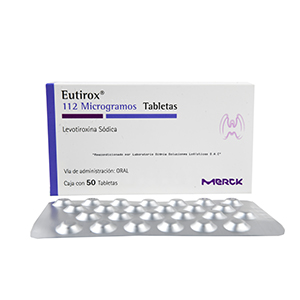 Eutirox®
112 Microgramos Tabletas
Levotiroxina Sódica
Vía de administración: ORAL
Caja con 50 Tabletas
MERCK